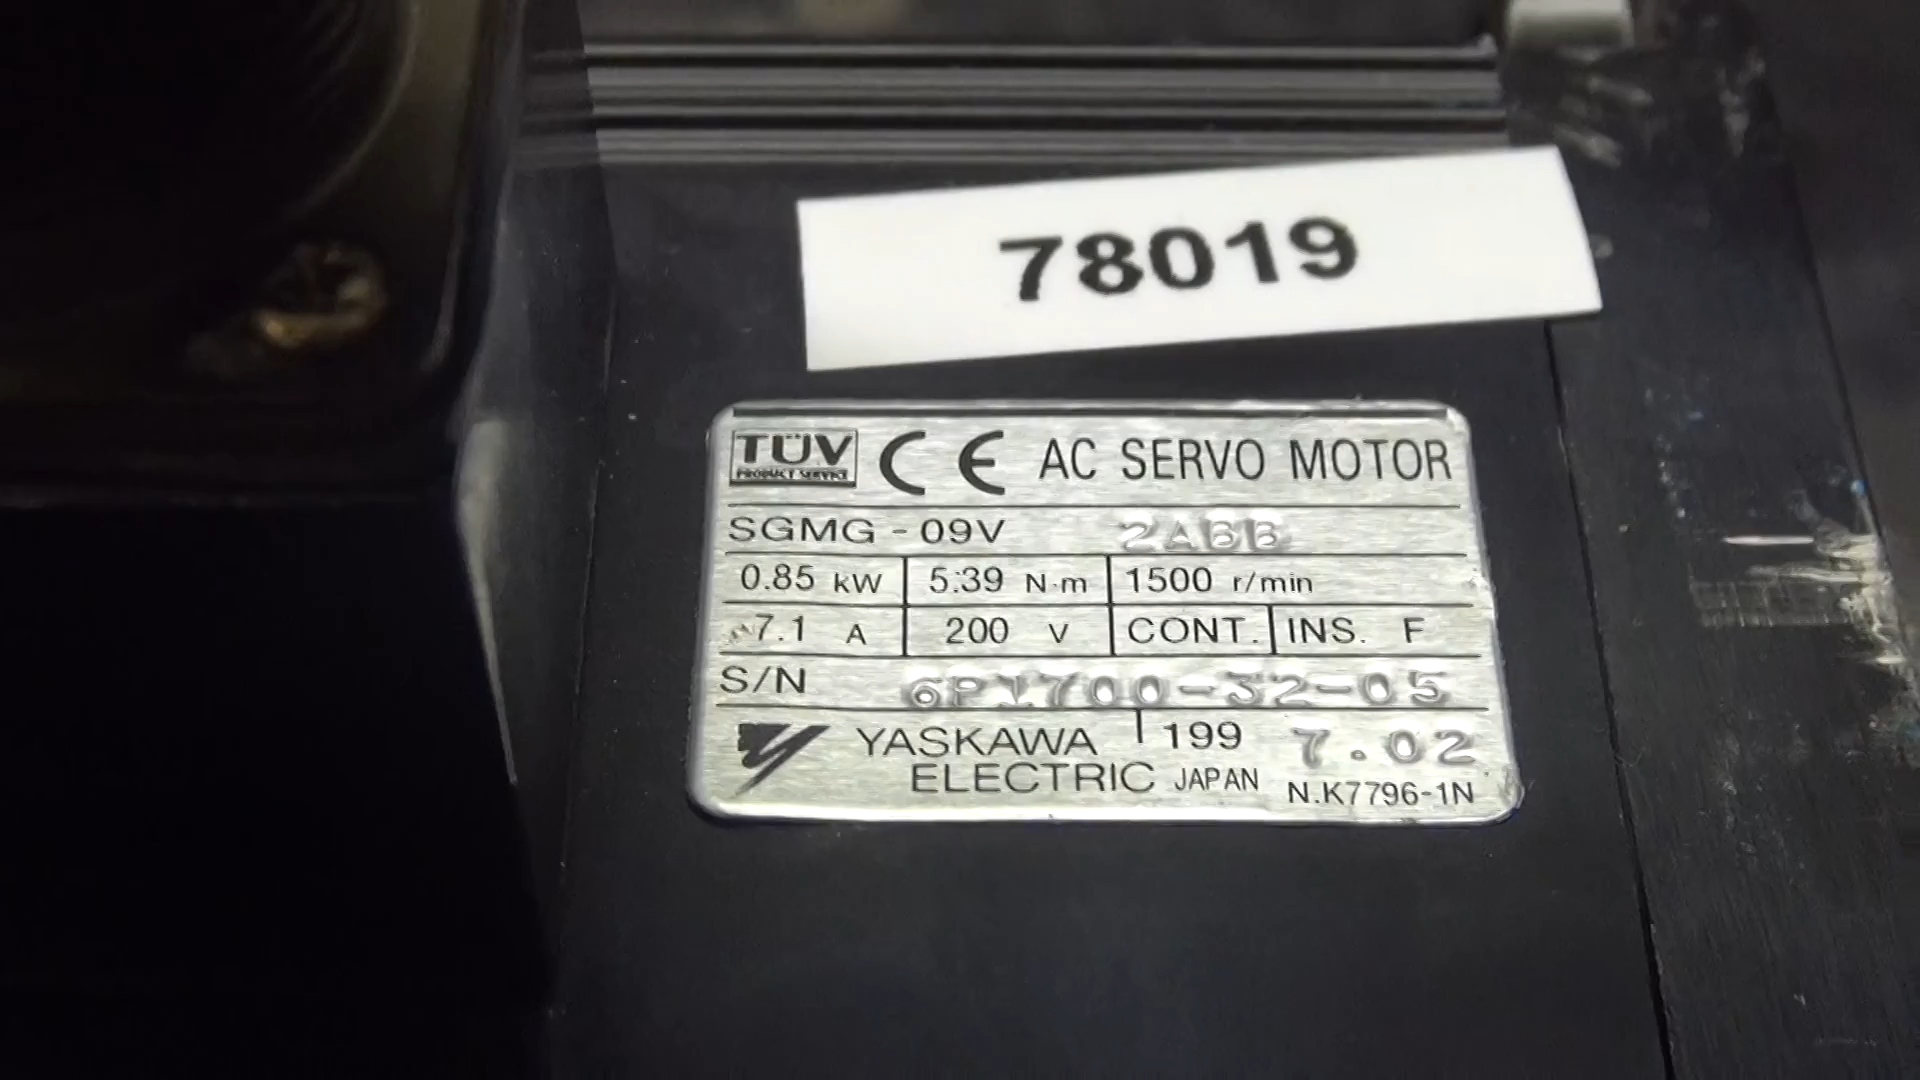 78019
TÜV CE AC SERVO MOTOR
PRODUCT SERVICE
SGMG-09V 2ABB
0.85 kW 5.39 N·m 1500 r/min
7.1 A 200 V CONT. INS. F
S/N 6P1700-32-05
YASKAWA 199 7.02
ELECTRIC JAPAN N.K7796-1N